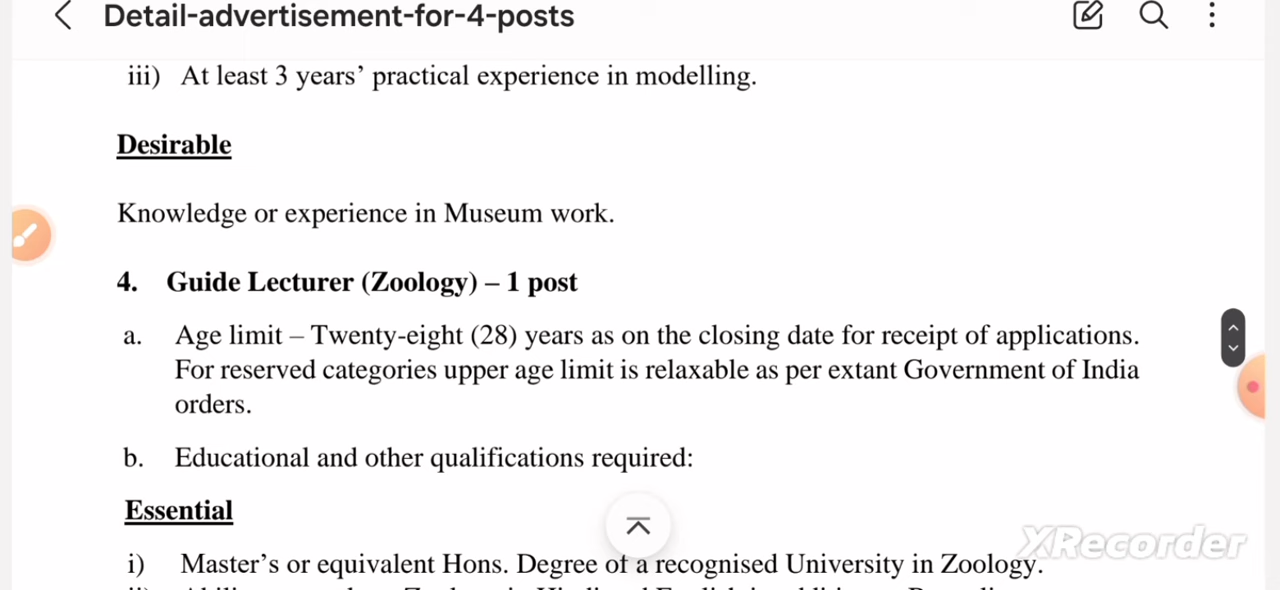 Detail-advertisement-for-4-posts
iii) At least 3 years’ practical experience in modelling.
Desirable
Knowledge or experience in Museum work.
4. Guide Lecturer (Zoology) – 1 post
a. Age limit – Twenty-eight (28) years as on the closing date for receipt of applications.
For reserved categories upper age limit is relaxable as per extant Government of India
orders.
b. Educational and other qualifications required:
Essential
i) Master’s or equivalent Hons. Degree of a recognised University in Zoology.
XRecorder